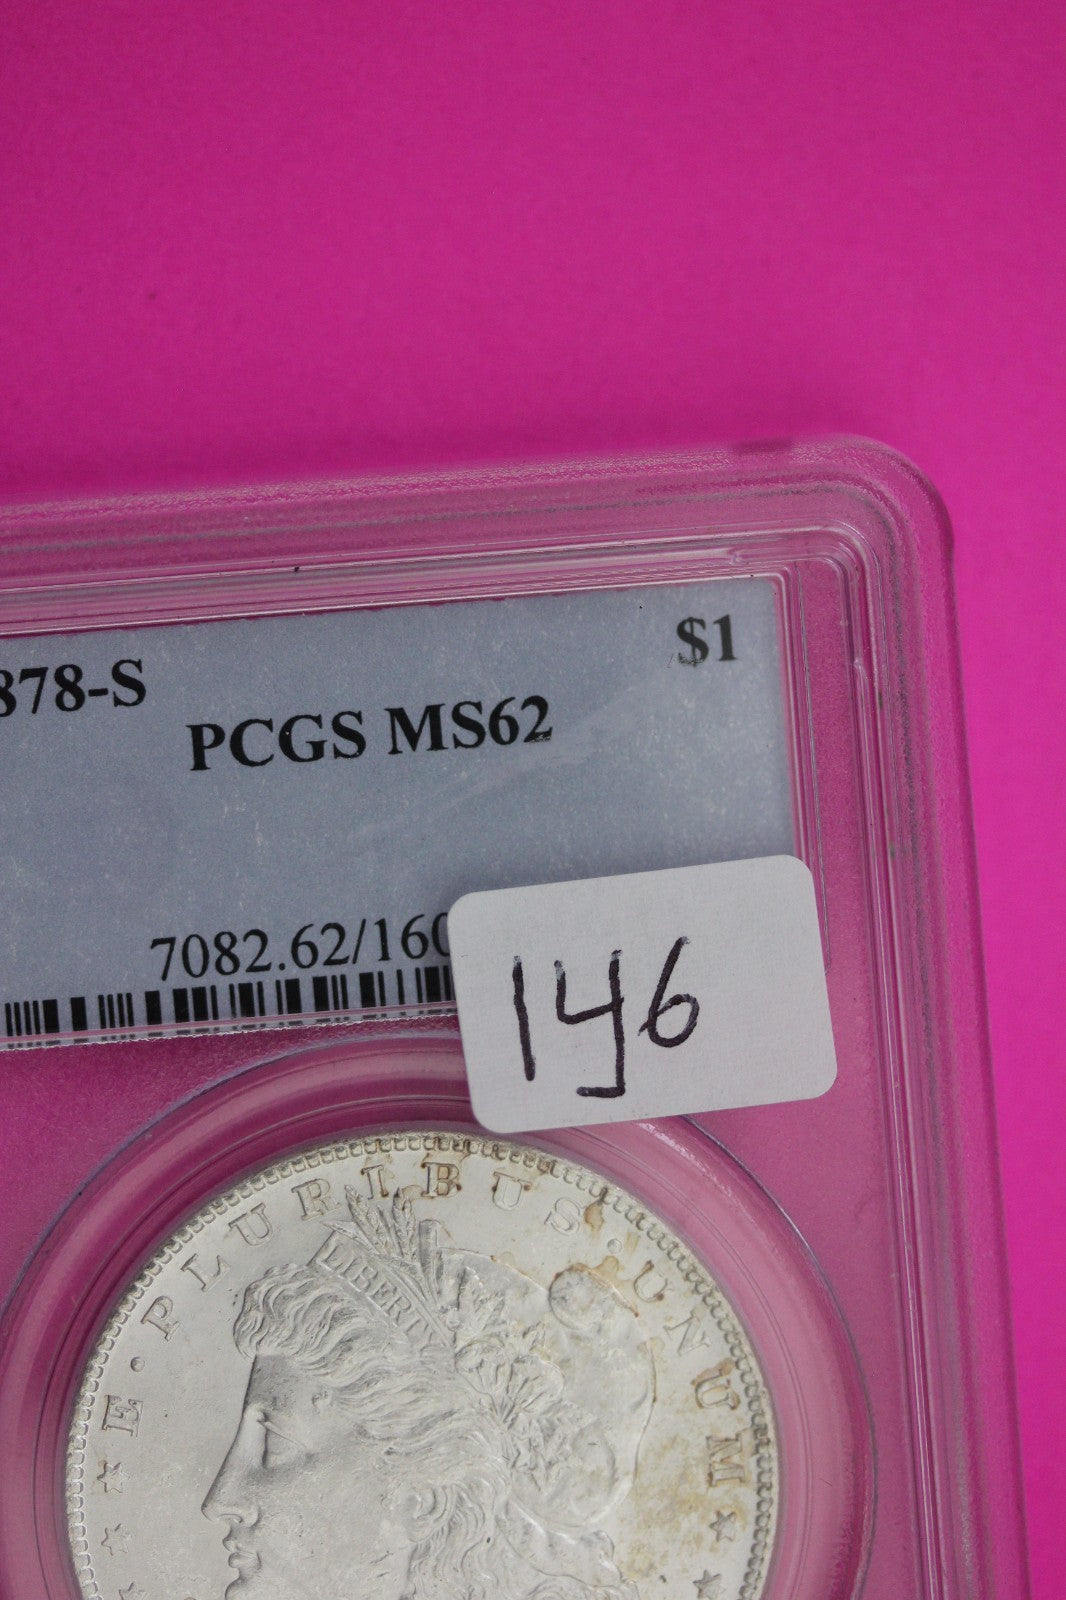 878-S
$1
PCGS MS62
7082.62/160
146
E · PLURIBUS · UNUM
LIBERTY